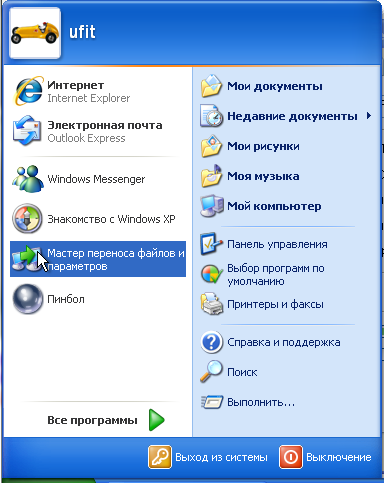 ufit
Интернет
Internet Explorer
Электронная почта
Outlook Express
Windows Messenger
Знакомство с Windows XP
Мастер переноса файлов и
параметров
Пинбол
Все программы
Мои документы
Недавние документы
Мои рисунки
Моя музыка
Мой компьютер
Панель управления
Выбор программ по
умолчанию
Принтеры и факсы
Справка и поддержка
Поиск
Выполнить...
Выход из системы
Выключение